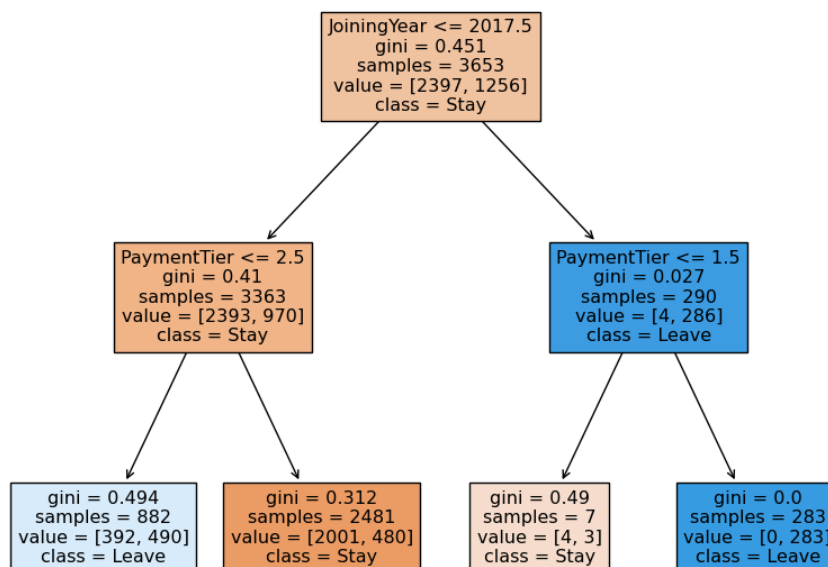 JoiningYear <= 2017.5
gini = 0.451
samples = 3653
value = [2397, 1256]
class = Stay
PaymentTier <= 2.5
gini = 0.41
samples = 3363
value = [2393, 970]
class = Stay
PaymentTier <= 1.5
gini = 0.027
samples = 290
value = [4, 286]
class = Leave
gini = 0.494
samples = 882
value = [392, 490]
class = Leave
gini = 0.312
samples = 2481
value = [2001, 480]
class = Stay
gini = 0.49
samples = 7
value = [4, 3]
class = Stay
gini = 0.0
samples = 283
value = [0, 283]
class = Leave